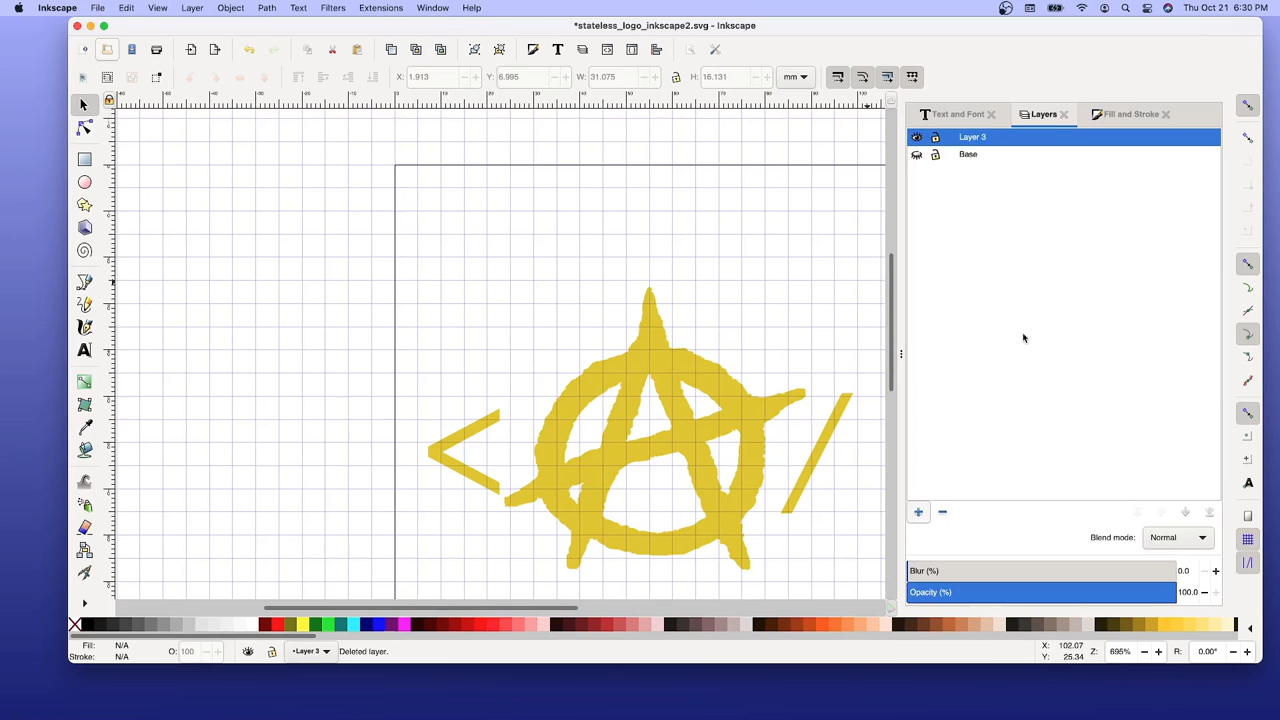 Inkscape File Edit View Layer Object Path Text Filters Extensions Window Help Thu Oct 21 6:30 PM
*stateless_logo_inkscape2.svg - Inkscape
X: 1.913 Y: 6.995 W: 31.075 H: 16.131 mm
Text and Font Layers Fill and Stroke
Layer 3
Base
Blend mode: Normal
Blur (%) 0.0
Opacity (%) 100.0
Fill: N/A
Stroke: N/A
O: 100
•Layer 3
Deleted layer.
X: 102.07
Y: 25.34
Z: 695%
R: 0.00°